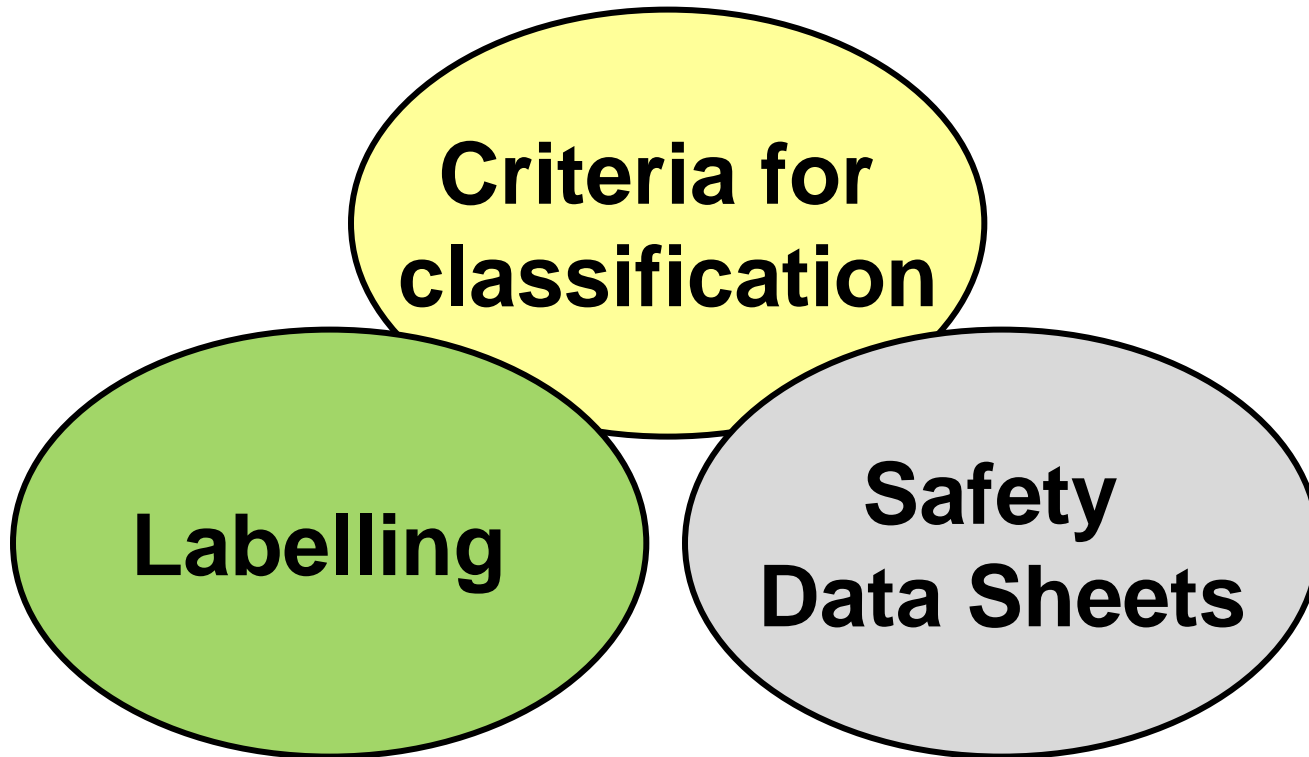 Criteria for
classification
Labelling
Safety
Data Sheets